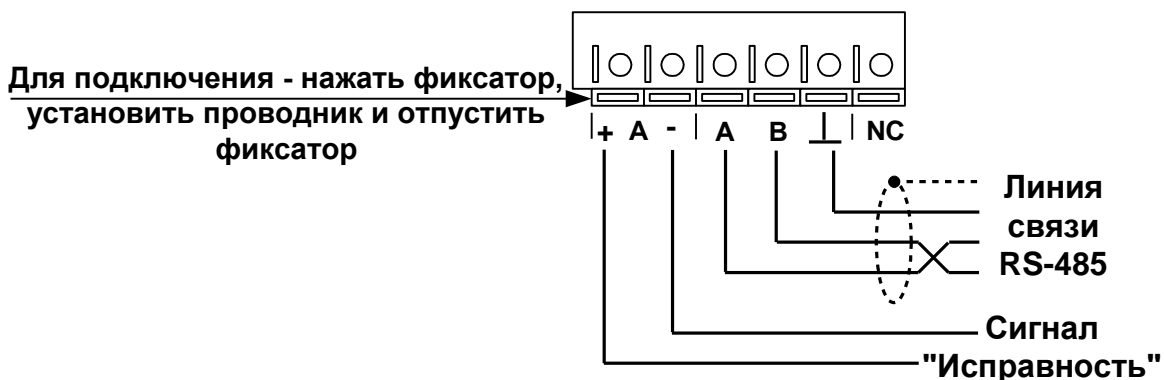 Для подключения - нажать фиксатор,
установить проводник и отпустить
фиксатор
+ A - A B NC
Линия
связи
RS-485
Сигнал
"Исправность"